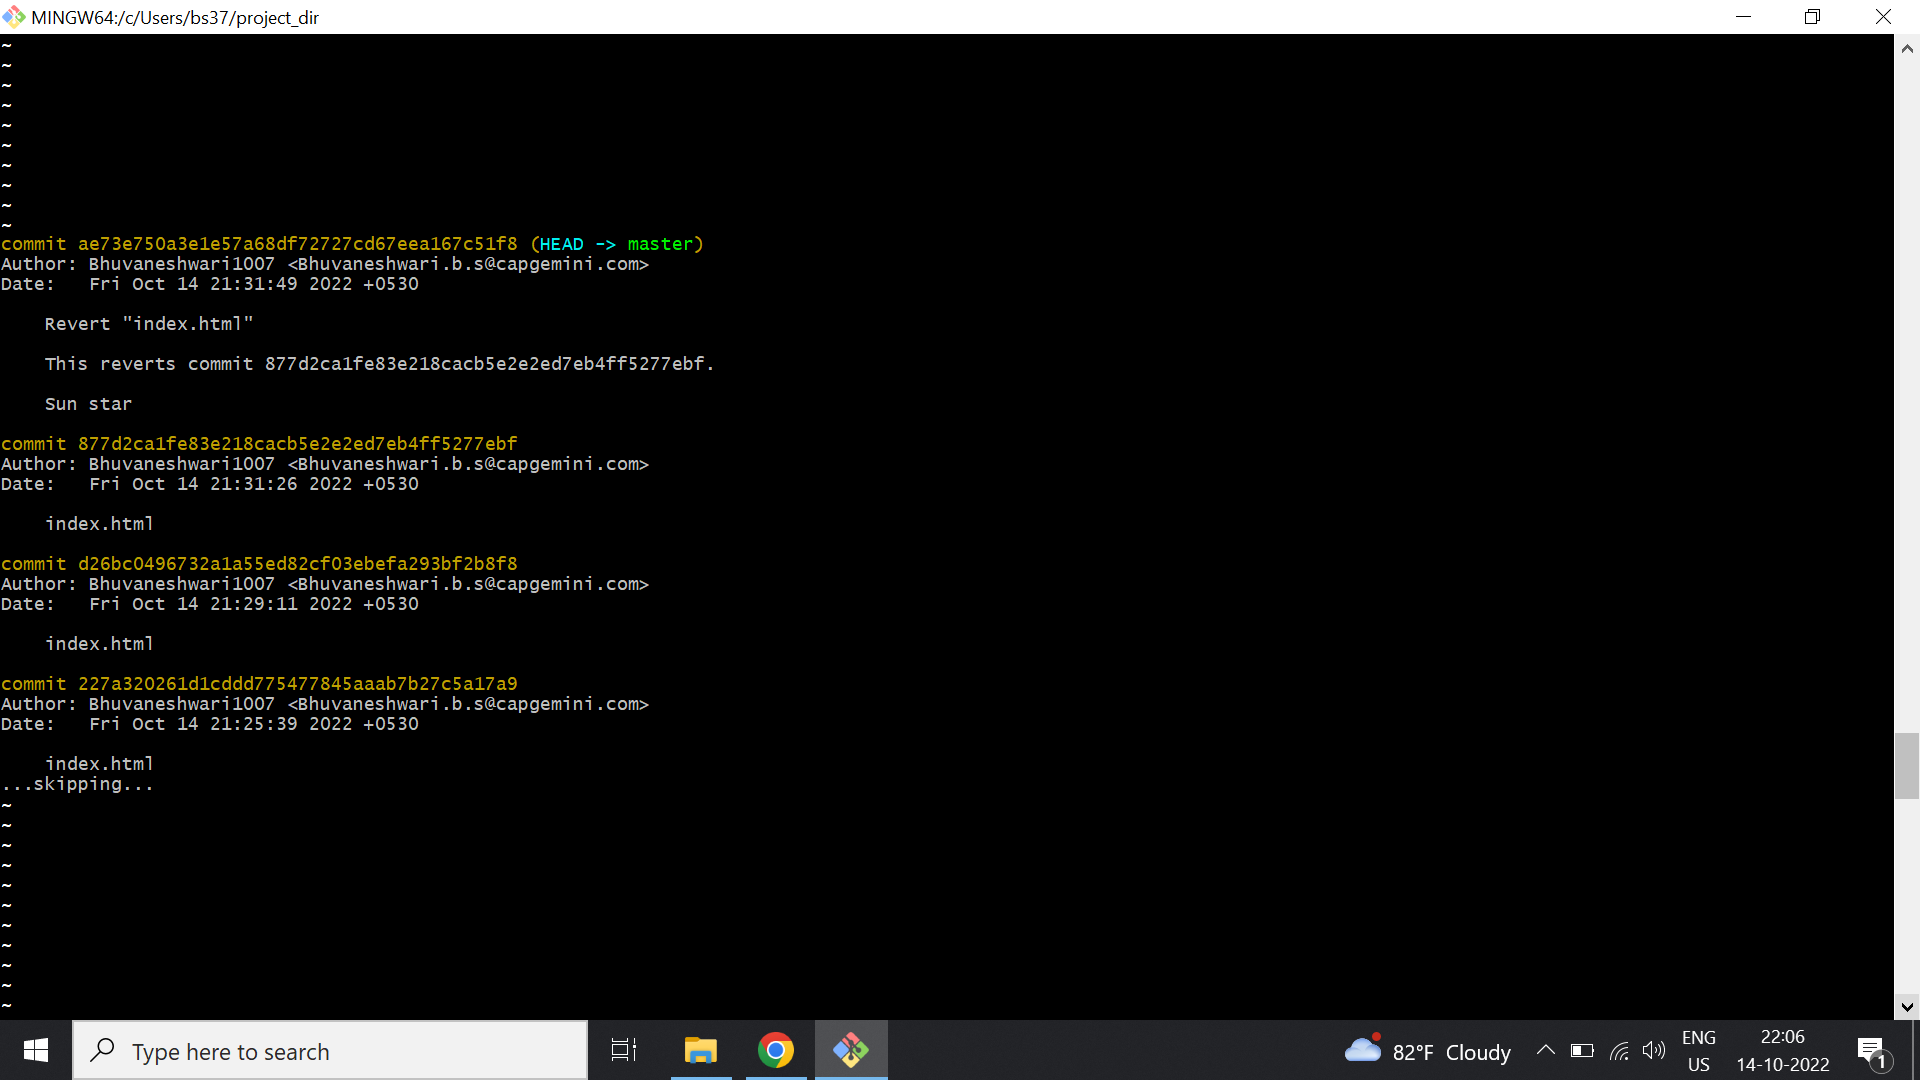 MINGW64:/c/Users/bs37/project_dir
~
~
~
~
~
~
~
~
~
~
commit ae73e750a3e1e57a68df72727cd67eea167c51f8 (HEAD -> master)
Author: Bhuvaneshwari1007 <Bhuvaneshwari.b.s@capgemini.com>
Date:   Fri Oct 14 21:31:49 2022 +0530
Revert "index.html"
This reverts commit 877d2ca1fe83e218cacb5e2e2ed7eb4ff5277ebf.
Sun star
commit 877d2ca1fe83e218cacb5e2e2ed7eb4ff5277ebf
Author: Bhuvaneshwari1007 <Bhuvaneshwari.b.s@capgemini.com>
Date:   Fri Oct 14 21:31:26 2022 +0530
index.html
commit d26bc0496732a1a55ed82cf03ebefa293bf2b8f8
Author: Bhuvaneshwari1007 <Bhuvaneshwari.b.s@capgemini.com>
Date:   Fri Oct 14 21:29:11 2022 +0530
index.html
commit 227a320261d1cddd775477845aaab7b27c5a17a9
Author: Bhuvaneshwari1007 <Bhuvaneshwari.b.s@capgemini.com>
Date:   Fri Oct 14 21:25:39 2022 +0530
index.html
...skipping...
~
~
~
~
~
~
~
~
~
~
~
Type here to search
82°F Cloudy
ENG
US
22:06
14-10-2022
1